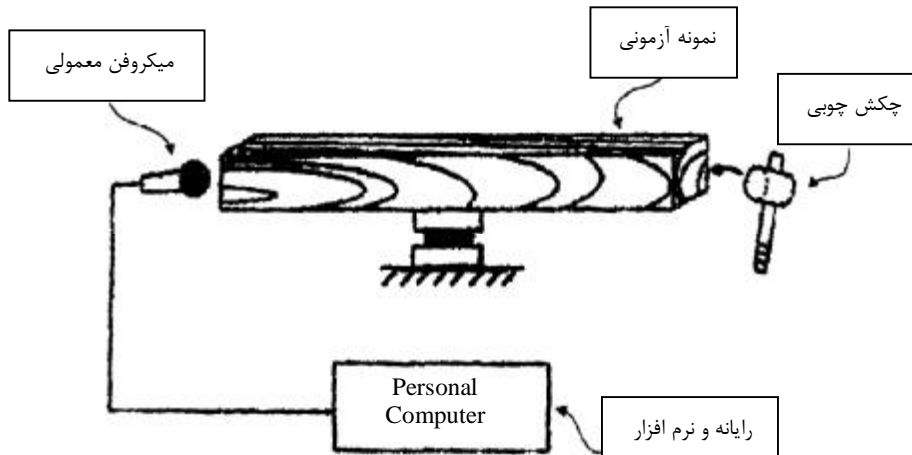 نمونه آزمونی
میکروفن معمولی
چکش چوبی
Personal
Computer
رایانه و نرم افزار